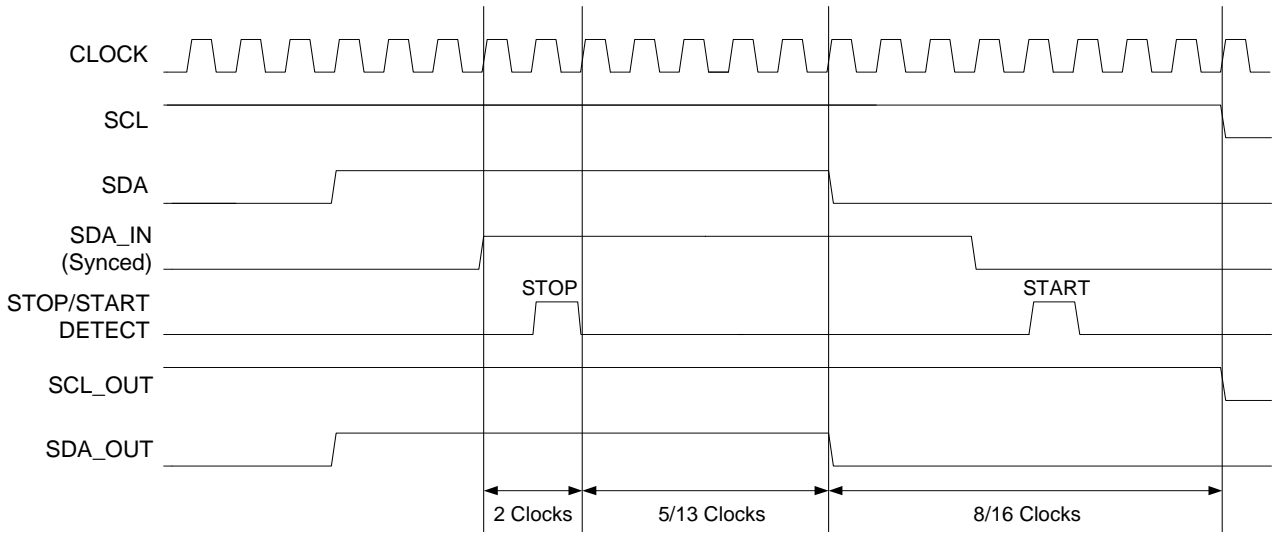 CLOCK
SCL
SDA
SDA_IN
(Synced)
STOP/START
DETECT
STOP
START
SCL_OUT
SDA_OUT
2 Clocks
5/13 Clocks
8/16 Clocks